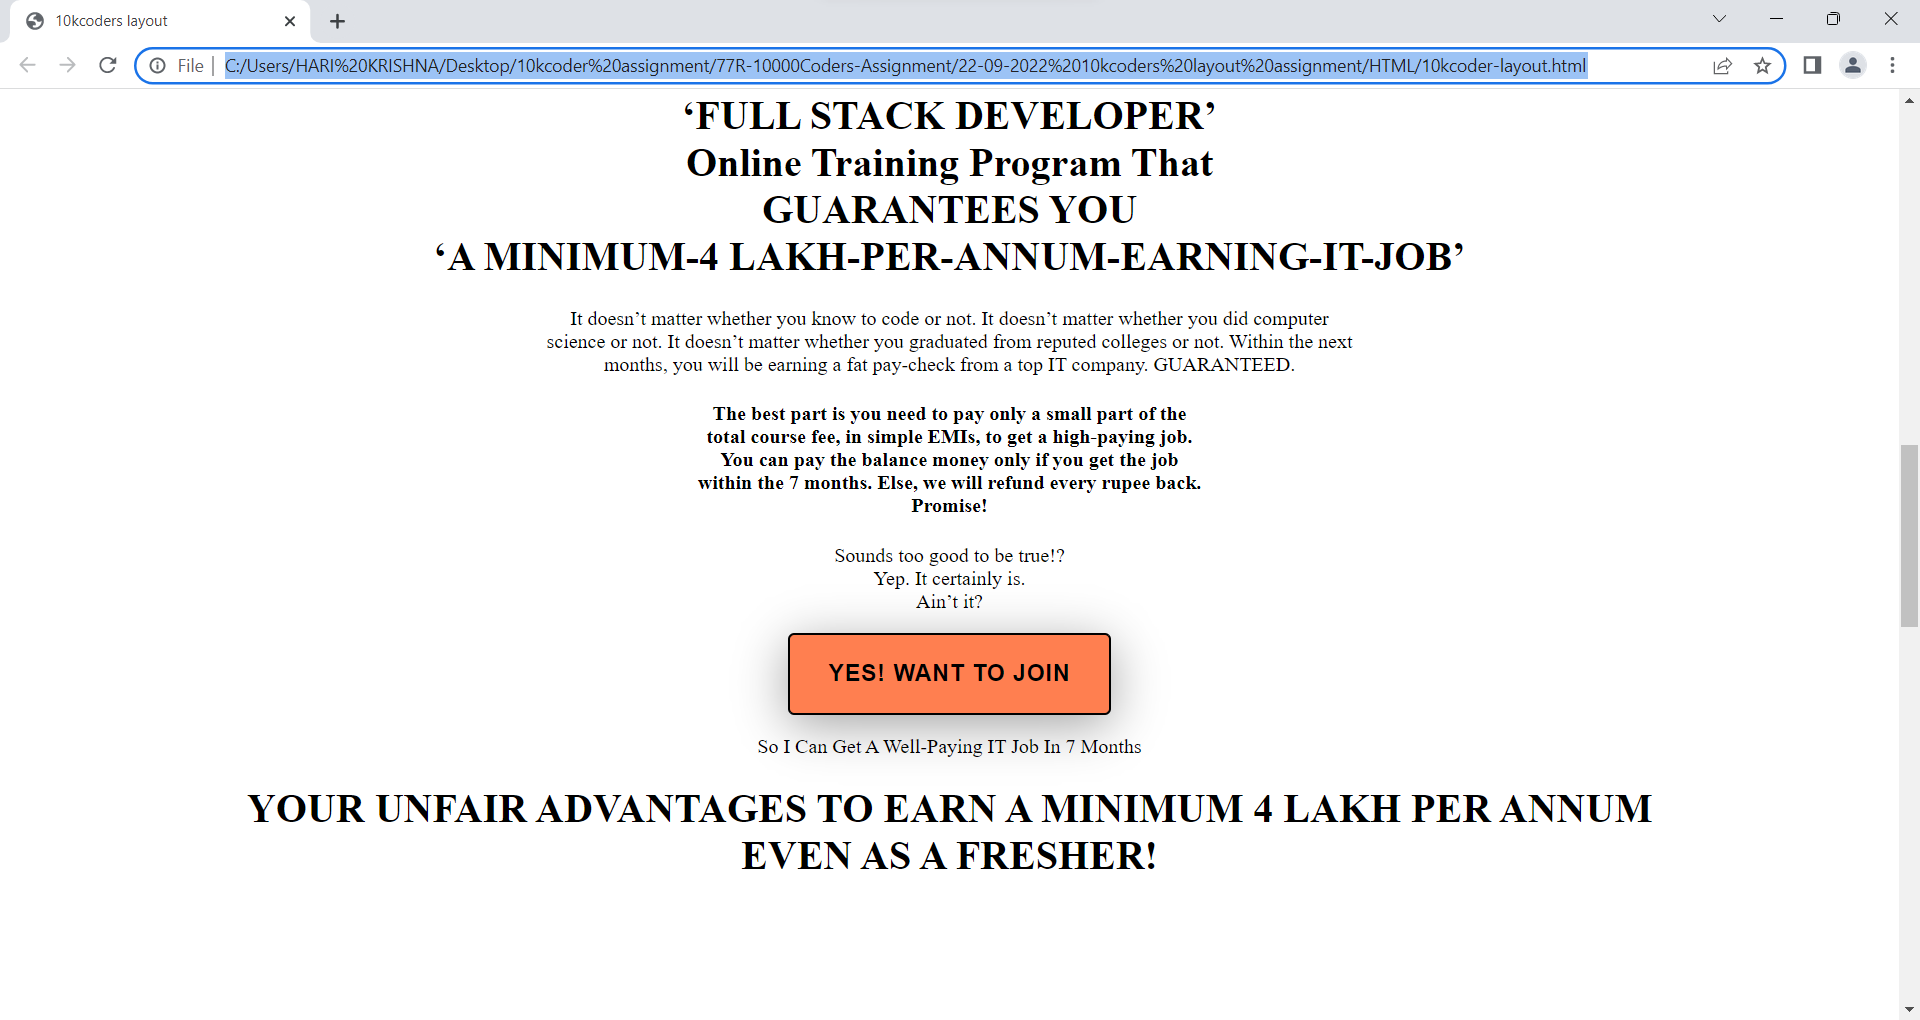 10kcoders layout
File
C:/Users/HARI%20KRISHNA/Desktop/10kcoder%20assignment/77R-10000Coders-Assignment/22-09-2022%2010kcoders%20layout%20assignment/HTML/10kcoder-layout.html
‘FULL STACK DEVELOPER’
Online Training Program That
GUARANTEES YOU
‘A MINIMUM-4 LAKH-PER-ANNUM-EARNING-IT-JOB’
It doesn’t matter whether you know to code or not. It doesn’t matter whether you did computer
science or not. It doesn’t matter whether you graduated from reputed colleges or not. Within the next
months, you will be earning a fat pay-check from a top IT company. GUARANTEED.
The best part is you need to pay only a small part of the
total course fee, in simple EMIs, to get a high-paying job.
You can pay the balance money only if you get the job
within the 7 months. Else, we will refund every rupee back.
Promise!
Sounds too good to be true!?
Yep. It certainly is.
Ain’t it?
YES! WANT TO JOIN
So I Can Get A Well-Paying IT Job In 7 Months
YOUR UNFAIR ADVANTAGES TO EARN A MINIMUM 4 LAKH PER ANNUM
EVEN AS A FRESHER!